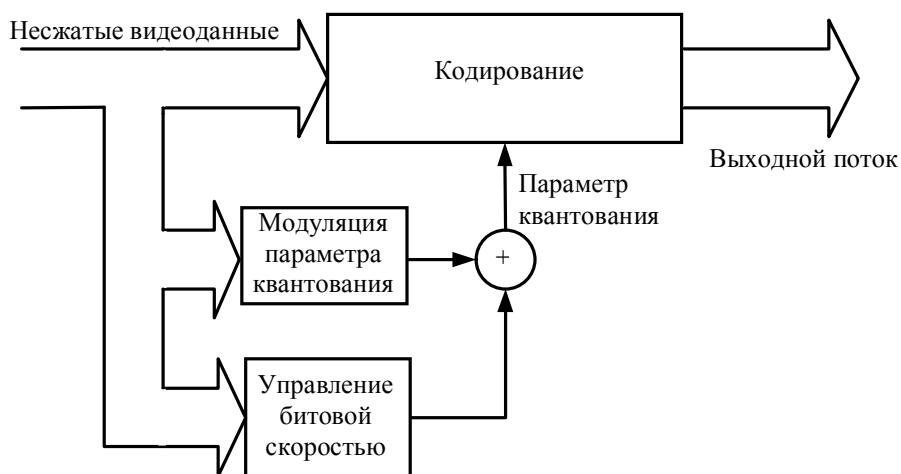 Несжатые видеоданные
Кодирование
Выходной поток
Параметр
квантования
Модуляция
параметра
квантования
+
Управление
битовой
скоростью